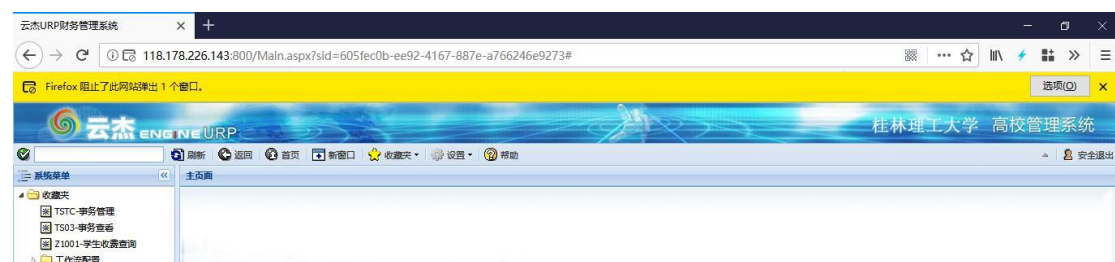 云杰URP财务管理系统
118.178.226.143:800/Main.aspx?sid=605fec0b-ee92-4167-887e-a766246e9273#
Firefox 阻止了此网站弹出 1 个窗口。 选项(O)
云杰 ENGINE URP 桂林理工大学 高校管理系统
刷新 返回 首页 新窗口 收藏夹 设置 帮助 安全退出
系统菜单 主页面
收藏夹
TSTC-事务管理
TS03-事务查看
Z1001-学生收费查询
工作流配置